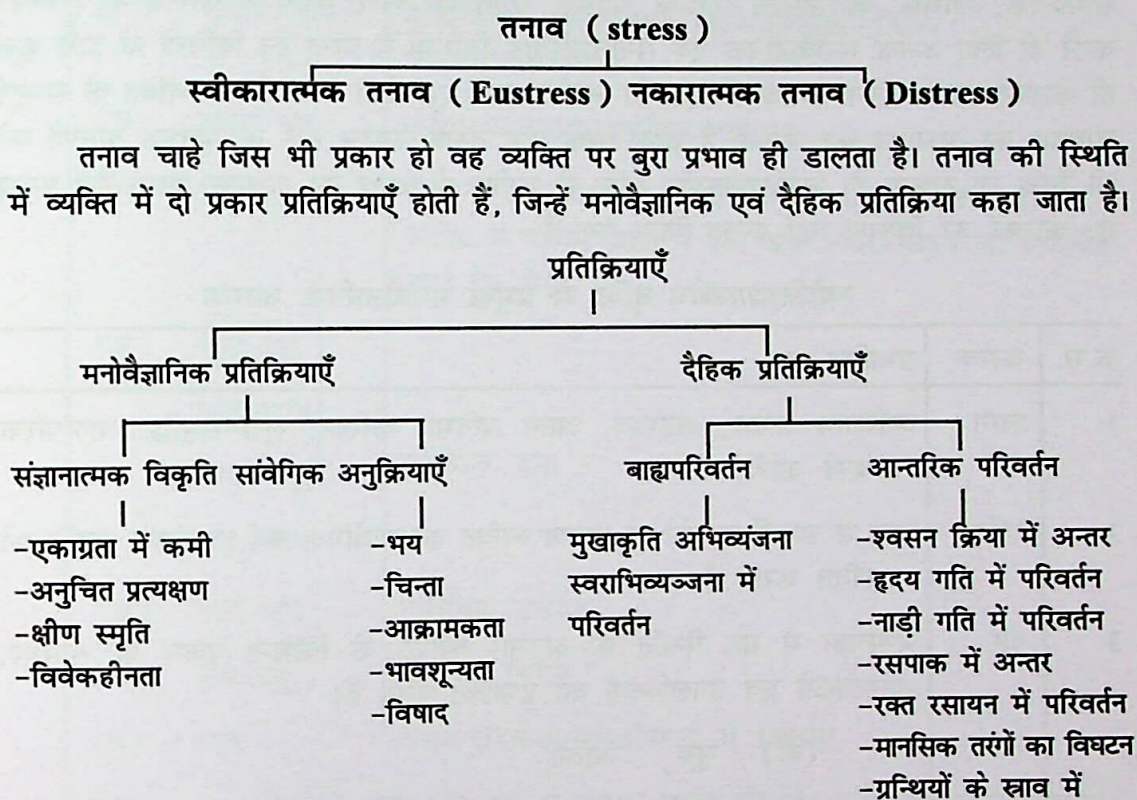 तनाव ( stress )
स्वीकारात्मक तनाव ( Eustress ) नकारात्मक तनाव ( Distress )
तनाव चाहे जिस भी प्रकार हो वह व्यक्ति पर बुरा प्रभाव ही डालता है। तनाव की स्थिति
में व्यक्ति में दो प्रकार प्रतिक्रियाएँ होती हैं, जिन्हें मनोवैज्ञानिक एवं दैहिक प्रतिक्रिया कहा जाता है।
प्रतिक्रियाएँ
मनोवैज्ञानिक प्रतिक्रियाएँ
दैहिक प्रतिक्रियाएँ
संज्ञानात्मक विकृति
-एकाग्रता में कमी
-अनुचित प्रत्यक्षण
-क्षीण स्मृति
-विवेकहीनता
सांवेगिक अनुक्रियाएँ
-भय
-चिन्ता
-आक्रामकता
-भावशून्यता
-विषाद
बाह्यपरिवर्तन
मुखाकृति अभिव्यंजना
स्वराभिव्यञ्जना में
परिवर्तन
आन्तरिक परिवर्तन
-श्वसन क्रिया में अन्तर
-हृदय गति में परिवर्तन
-नाड़ी गति में परिवर्तन
-रसपाक में अन्तर
-रक्त रसायन में परिवर्तन
-मानसिक तरंगों का विघटन
-ग्रन्थियों के स्राव में